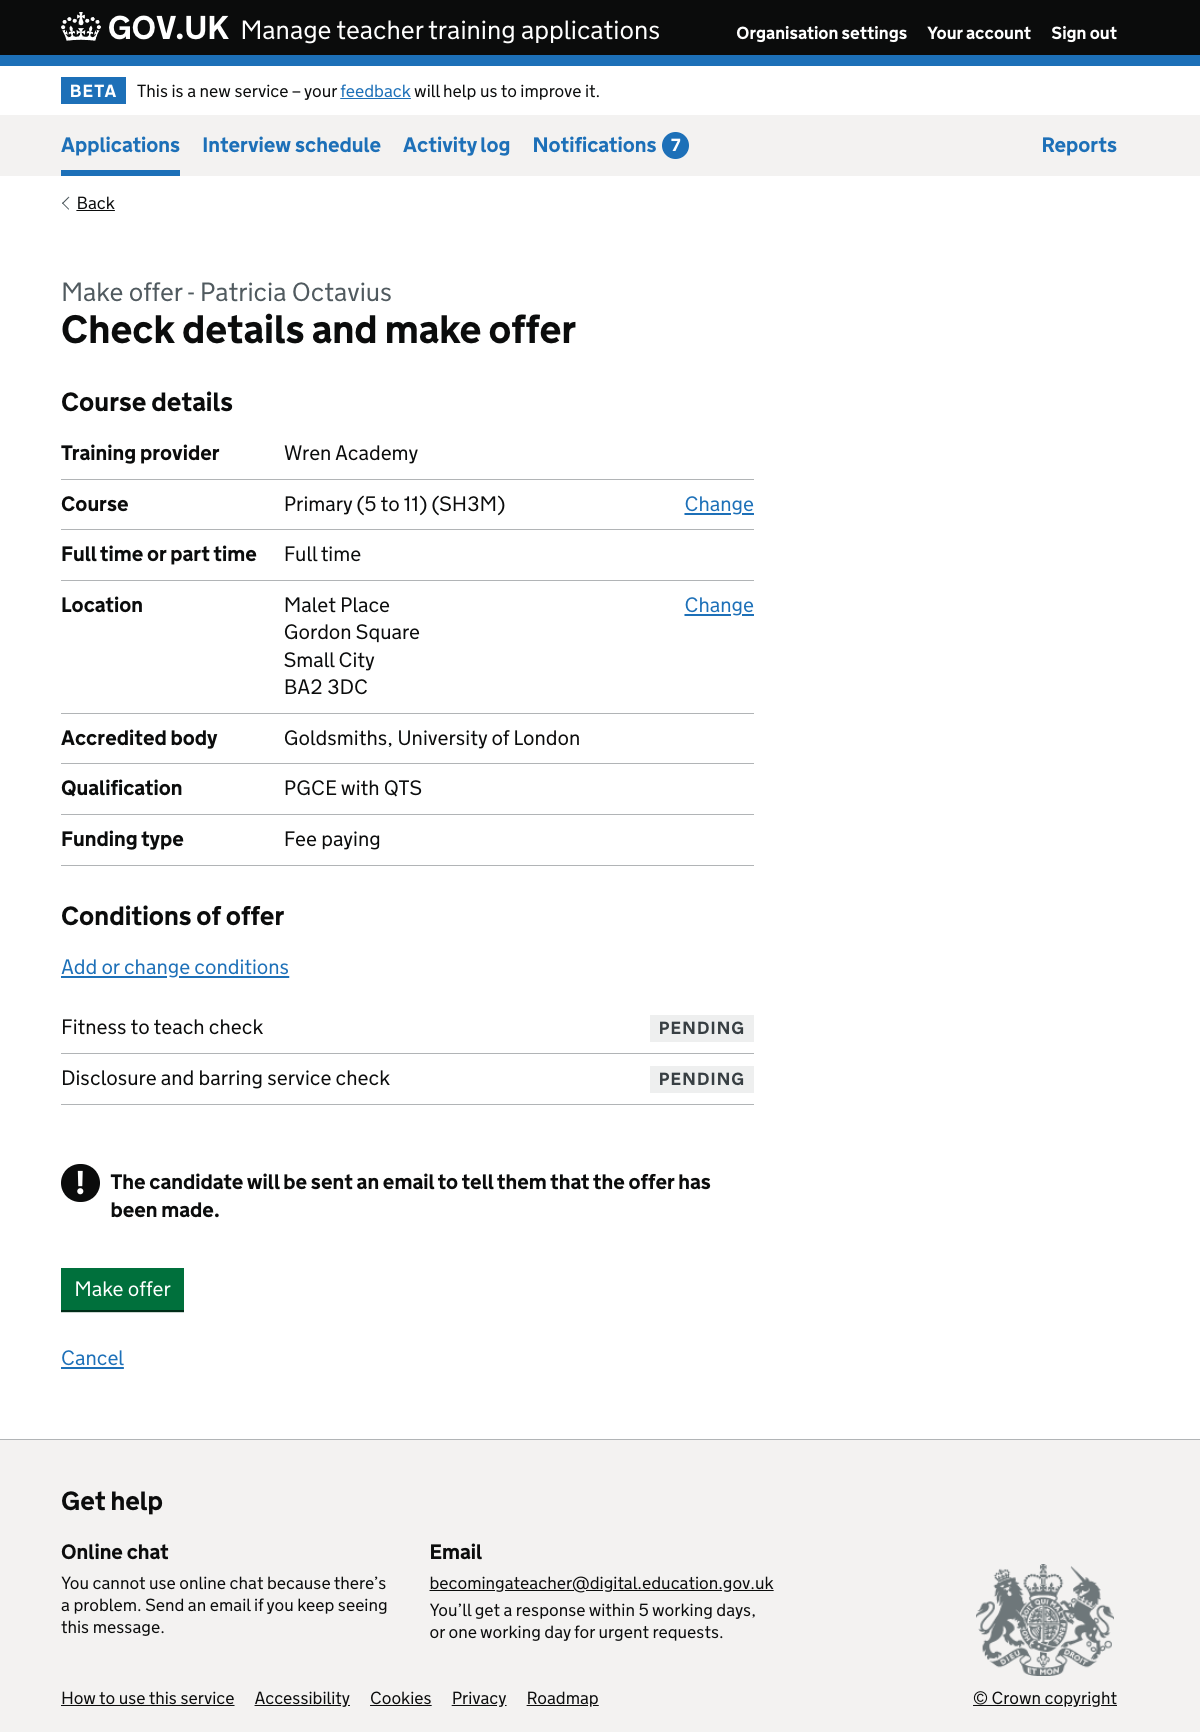 GOV.UK Manage teacher training applications Organisation settings Your account Sign out
BETA This is a new service – your feedback will help us to improve it.
Applications Interview schedule Activity log Notifications 7 Reports
Back
Make offer - Patricia Octavius
Check details and make offer
Course details
Training provider Wren Academy
Course Primary (5 to 11) (SH3M) Change
Full time or part time Full time
Location Malet Place Change
Gordon Square
Small City
BA2 3DC
Accredited body Goldsmiths, University of London
Qualification PGCE with QTS
Funding type Fee paying
Conditions of offer
Add or change conditions
Fitness to teach check PENDING
Disclosure and barring service check PENDING
! The candidate will be sent an email to tell them that the offer has
been made.
Make offer
Cancel
Get help
Online chat
You cannot use online chat because there’s
a problem. Send an email if you keep seeing
this message.
Email
becomingateacher@digital.education.gov.uk
You’ll get a response within 5 working days,
or one working day for urgent requests.
DIEU ET MON DROIT
How to use this service Accessibility Cookies Privacy Roadmap © Crown copyright